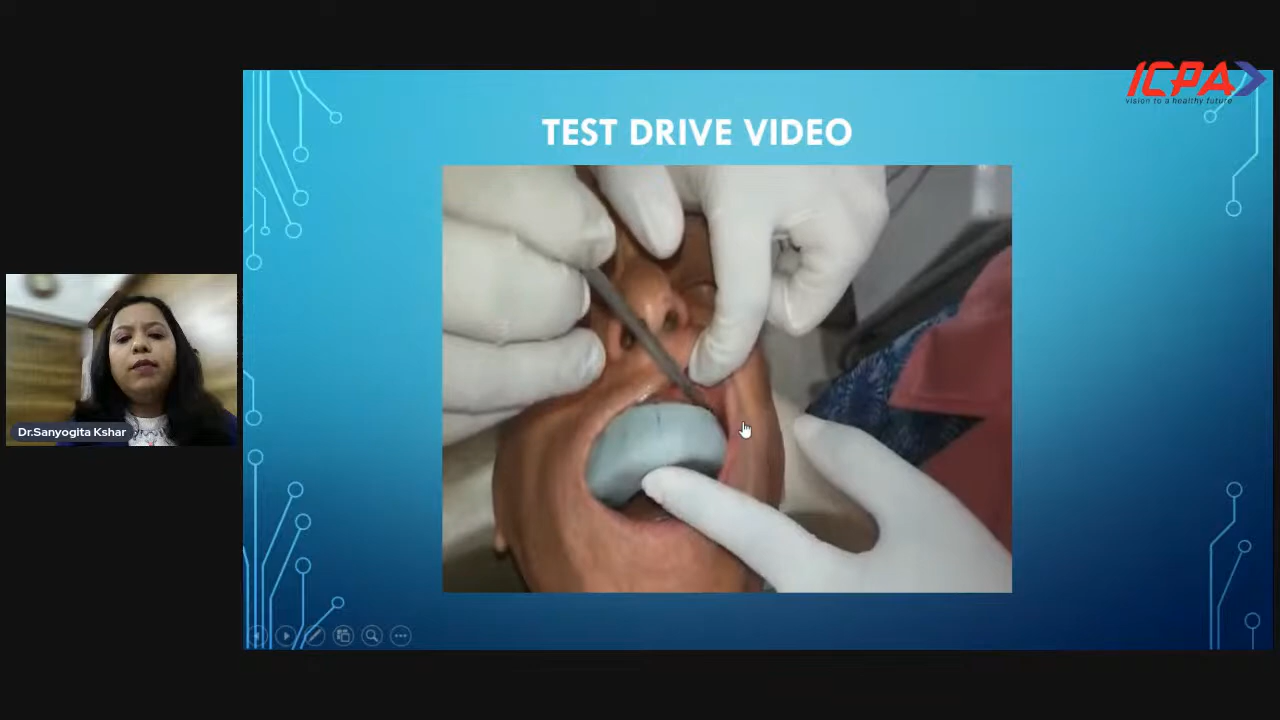 ICPA
vision to a healthy future
TEST DRIVE VIDEO
Dr.Sanyogita Kshar